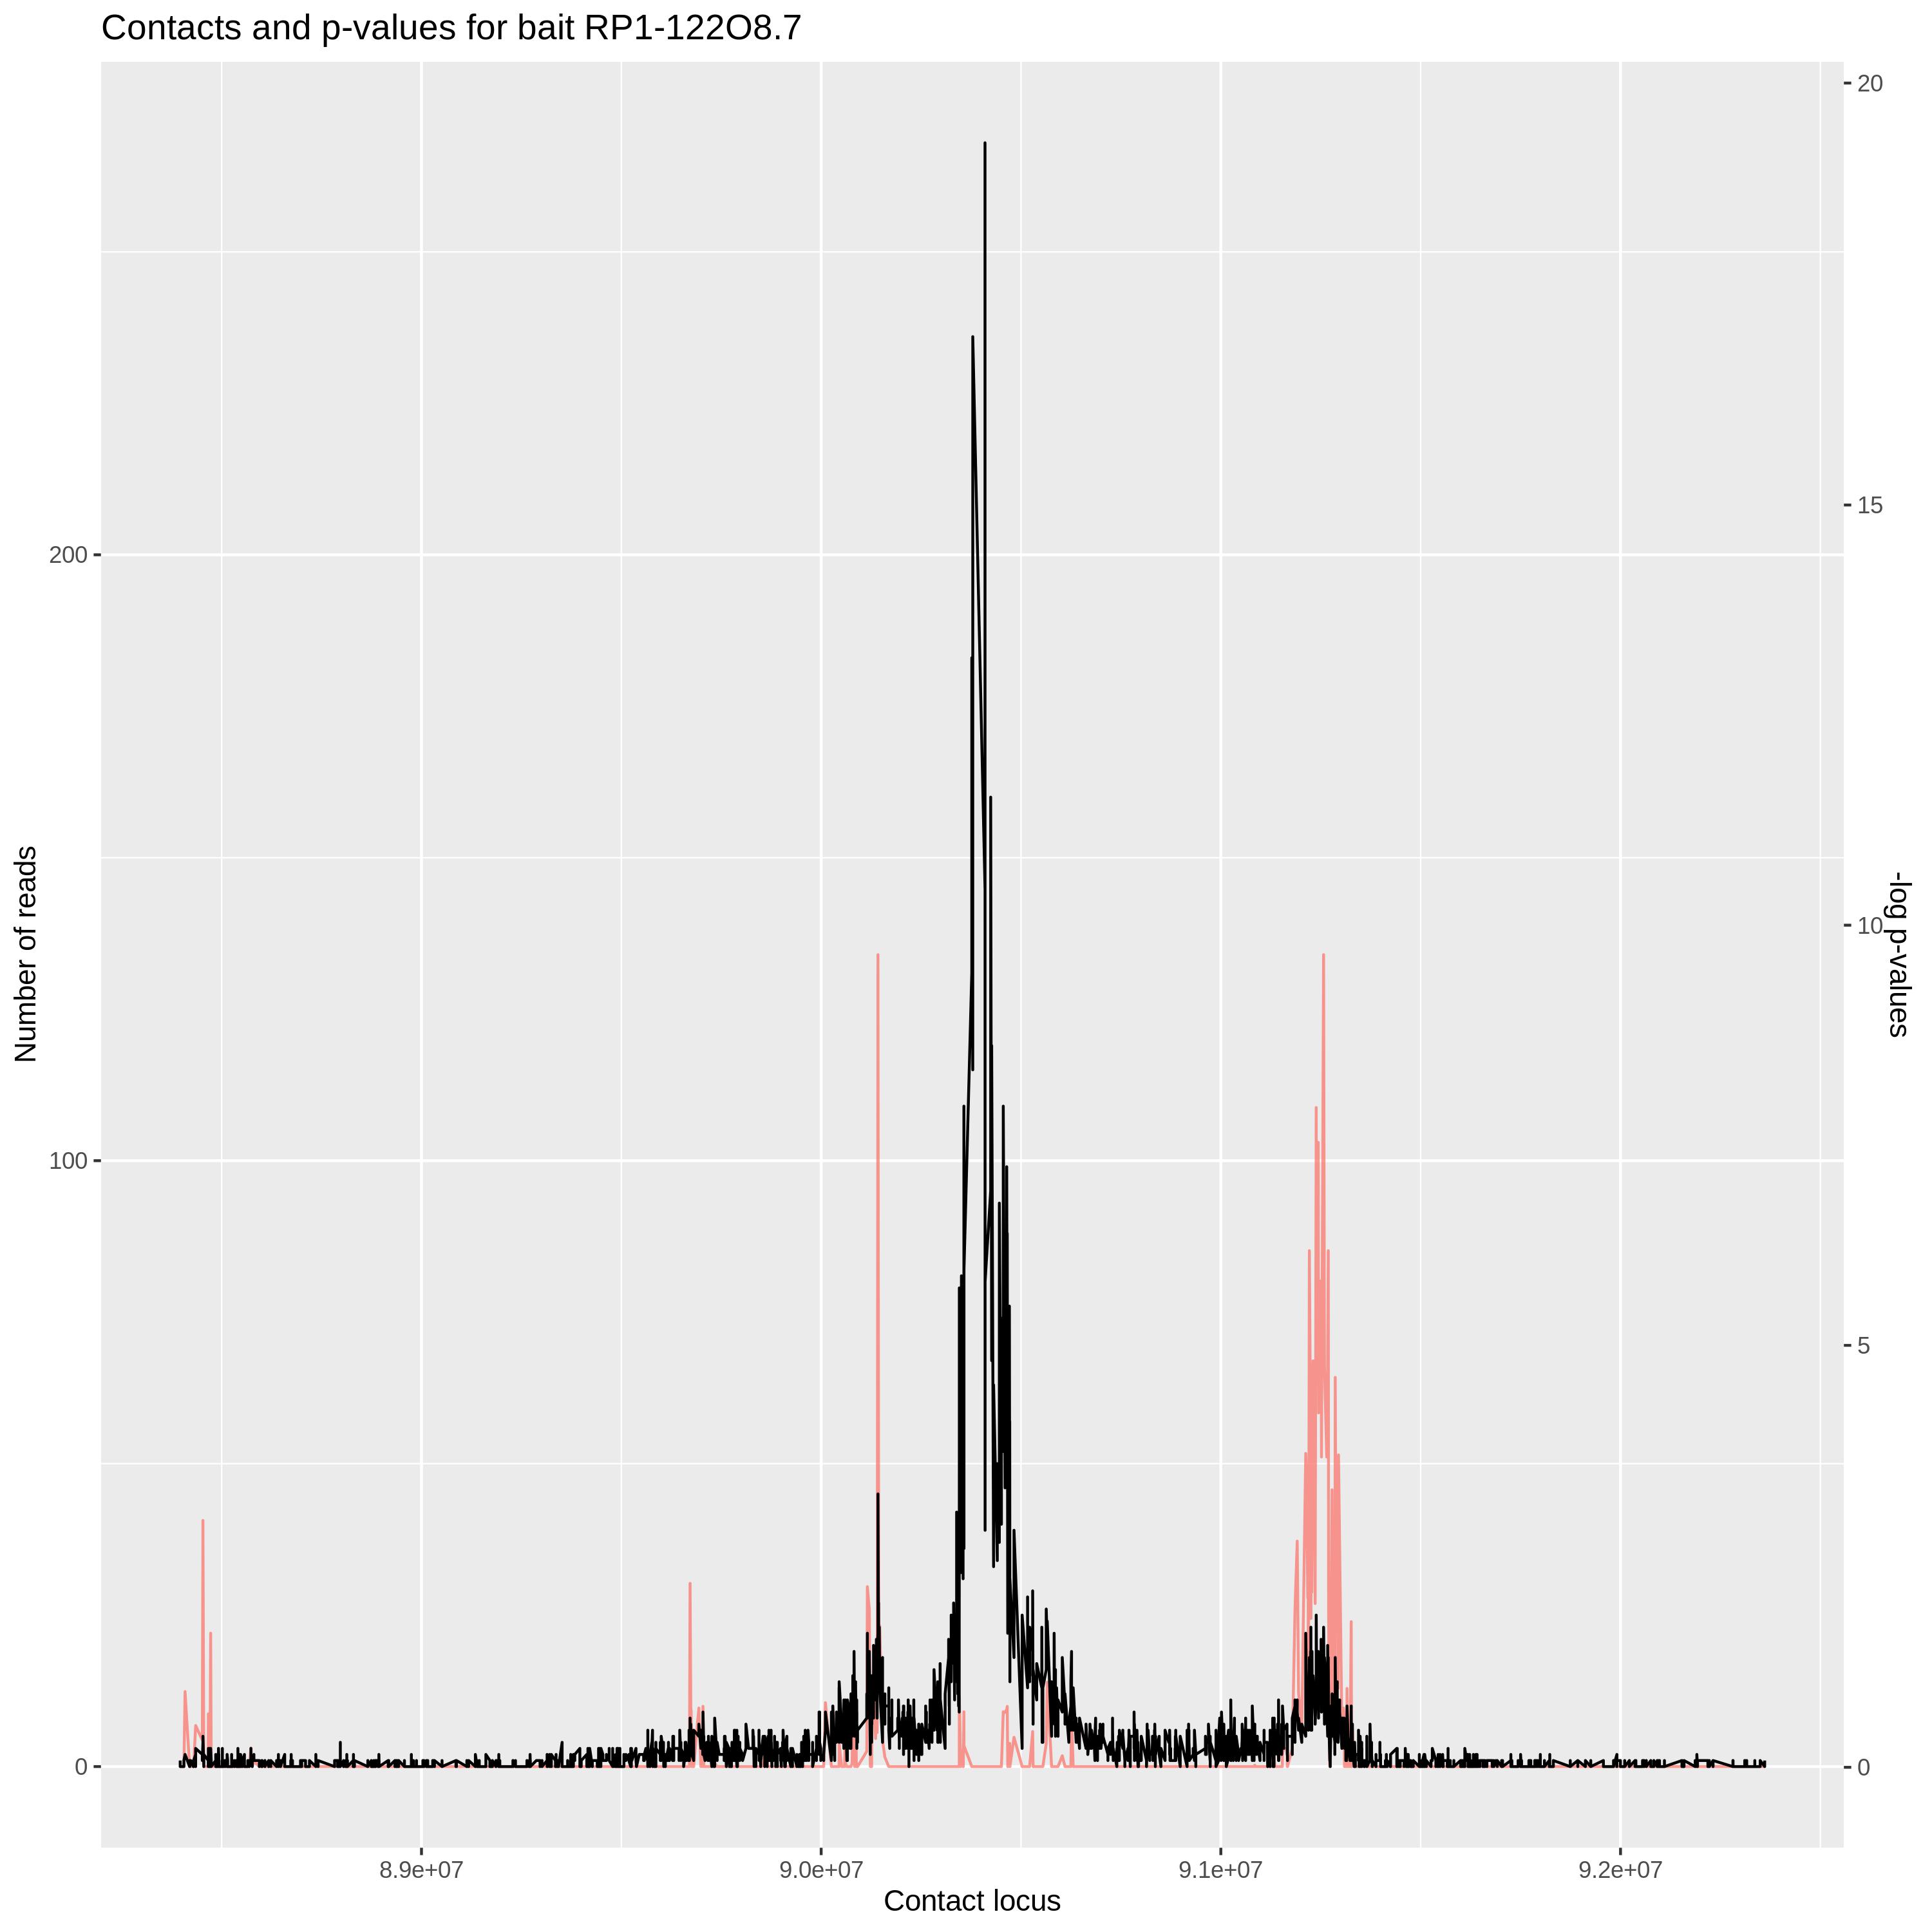 Contacts and p-values for bait RP1-122O8.7
Number of reads
200
100
0
20
15
10
5
0
-log p-values
8.9e+07
9.0e+07
9.1e+07
9.2e+07
Contact locus